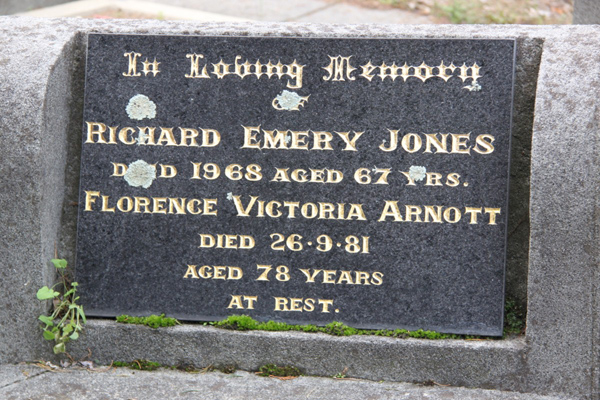 In Loving Memory
of
RICHARD EMERY JONES
DIED 1968 AGED 67 YRS.
FLORENCE VICTORIA ARNOTT
DIED 26·9·81
AGED 78 YEARS
AT REST.